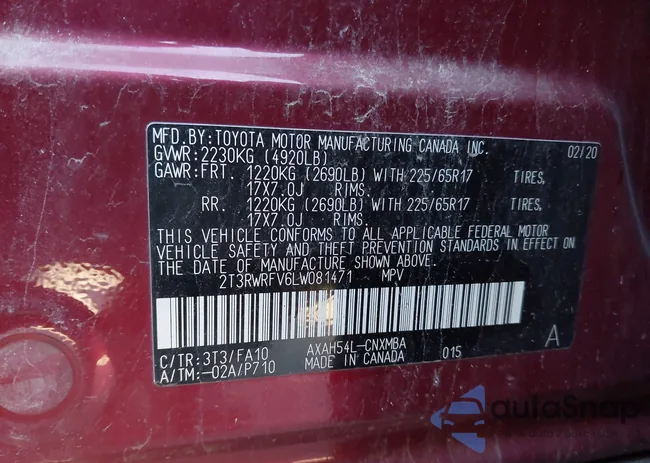 MFD.BY:TOYOTA MOTOR MANUFACTURING CANADA INC. 02/20
GVWR:2230KG (4920LB)
GAWR:FRT. 1220KG (2690LB) WITH 225/65R17 TIRES,
17X7.0J RIMS.
RR. 1220KG (2690LB) WITH 225/65R17 TIRES,
17X7.0J RIMS.
THIS VEHICLE CONFORMS TO ALL APPLICABLE FEDERAL MOTOR
VEHICLE SAFETY AND THEFT PREVENTION STANDARDS IN EFFECT ON
THE DATE OF MANUFACTURE SHOWN ABOVE.
2T3RWRFV6LW081471 MPV
C/TR:3T3/FA10 AXAH54L-CNXMBA A
A/TM:-02A/P710 MADE IN CANADA 015
autoSnap